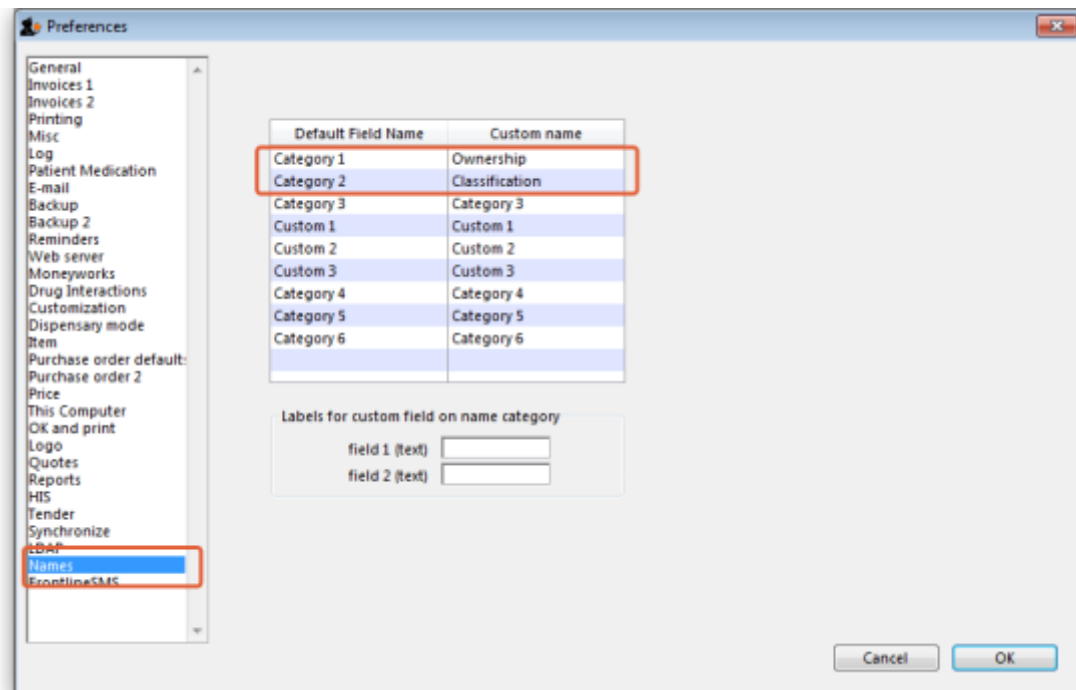 Preferences
General
Invoices 1
Invoices 2
Printing
Misc
Log
Patient Medication
E-mail
Backup
Backup 2
Reminders
Web server
Moneyworks
Drug Interactions
Customization
Dispensary mode
Item
Purchase order defaults
Purchase order 2
Price
This Computer
OK and print
Logo
Quotes
Reports
HIS
Tender
Synchronize
LDAP
Names
FrontlineSMS
Default Field Name Custom name
Category 1 Ownership
Category 2 Classification
Category 3 Category 3
Custom 1 Custom 1
Custom 2 Custom 2
Custom 3 Custom 3
Category 4 Category 4
Category 5 Category 5
Category 6 Category 6
Labels for custom field on name category
field 1 (text)
field 2 (text)
Cancel OK